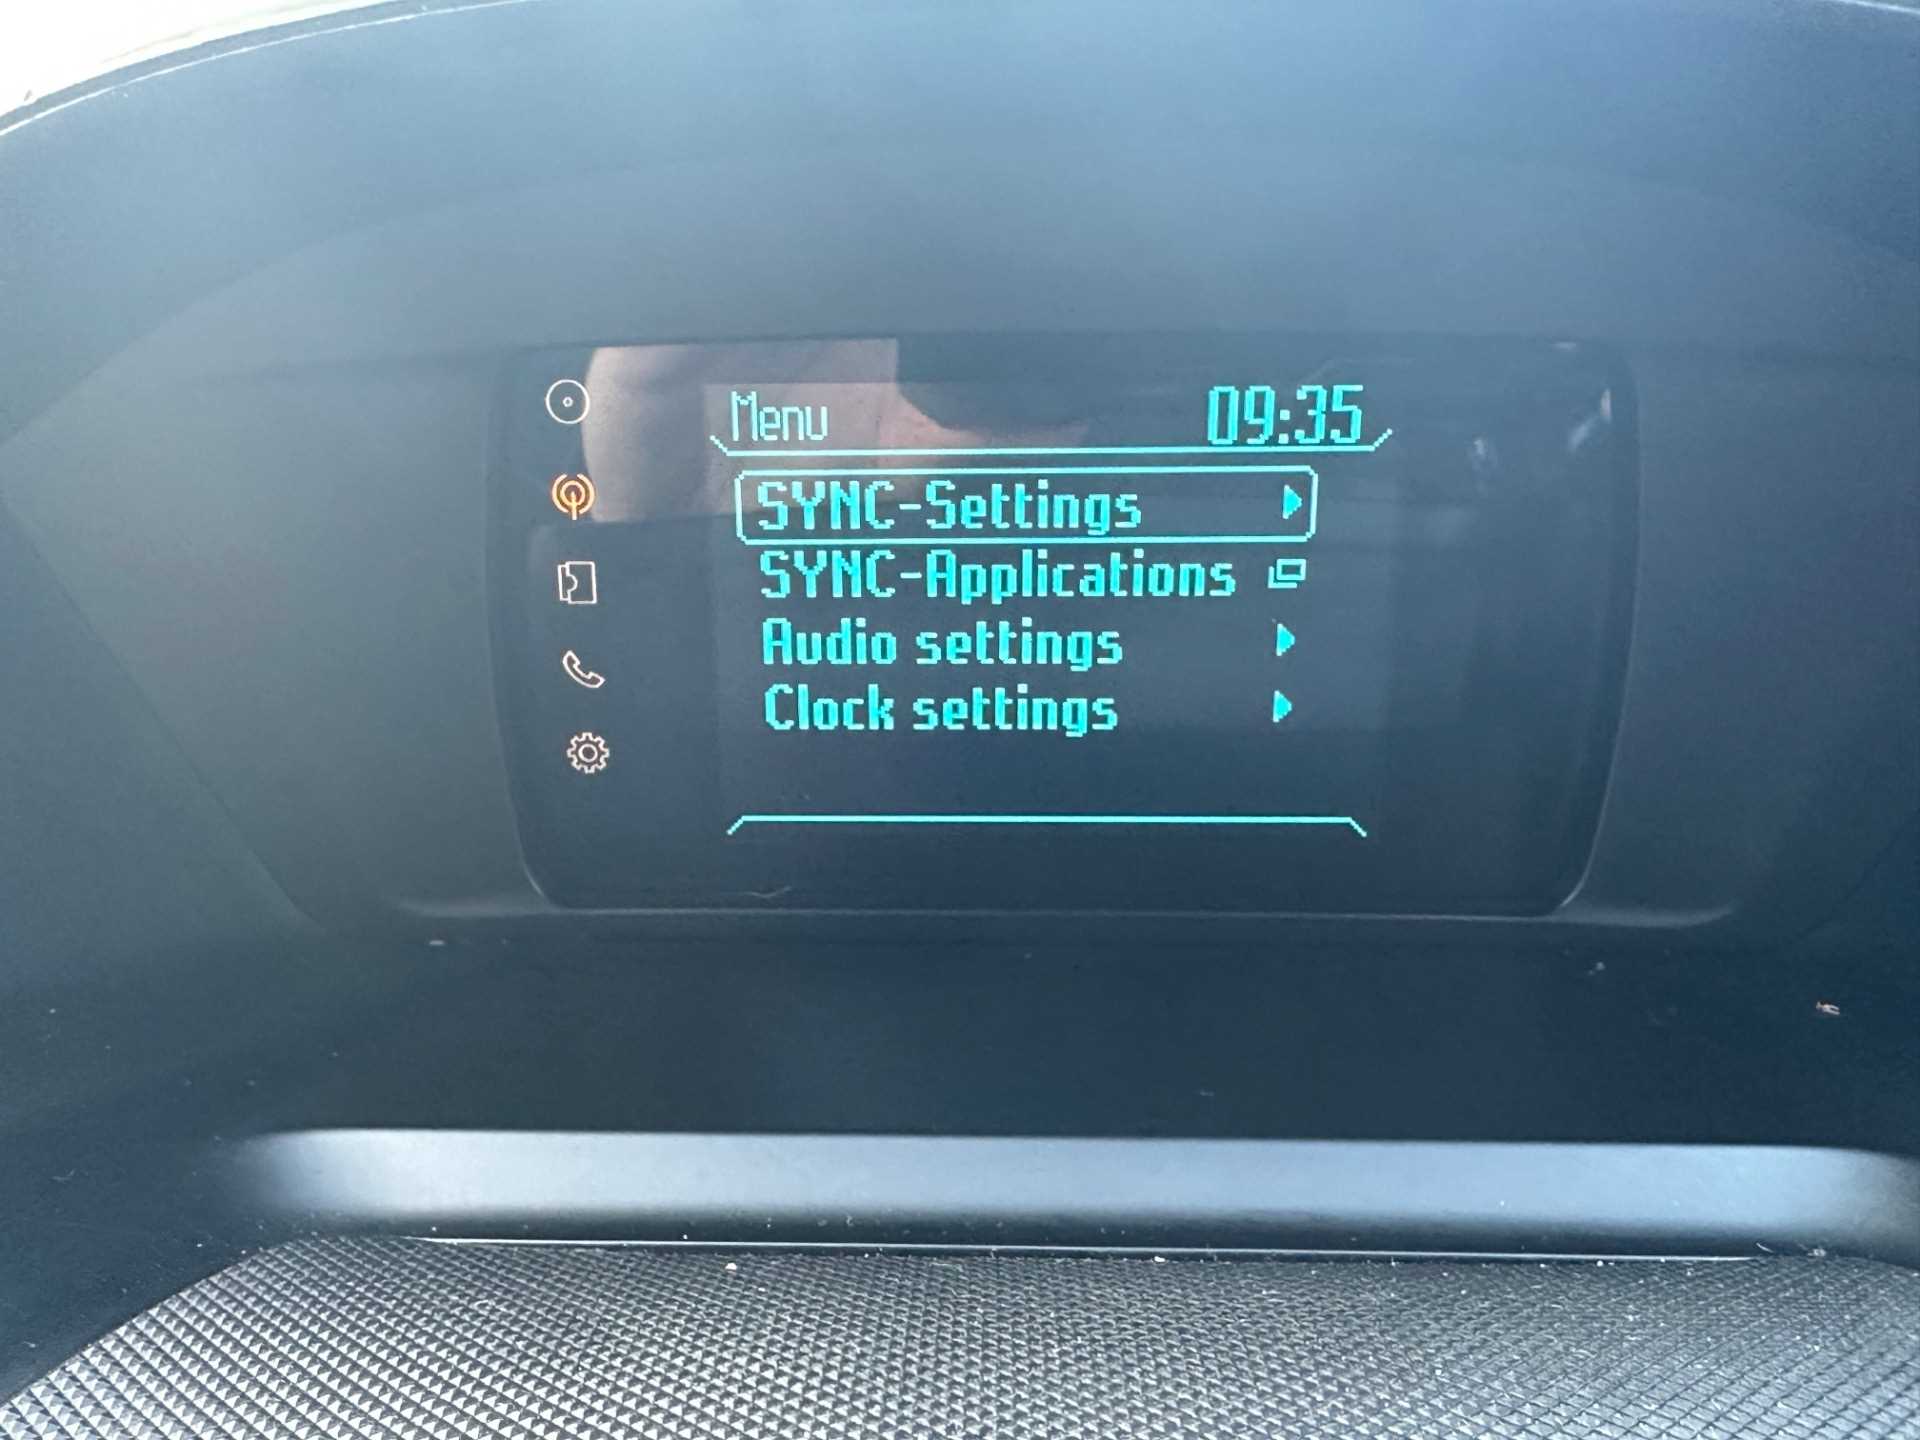 Menu 09:35
SYNC-Settings
SYNC-Applications
Audio settings
Clock settings